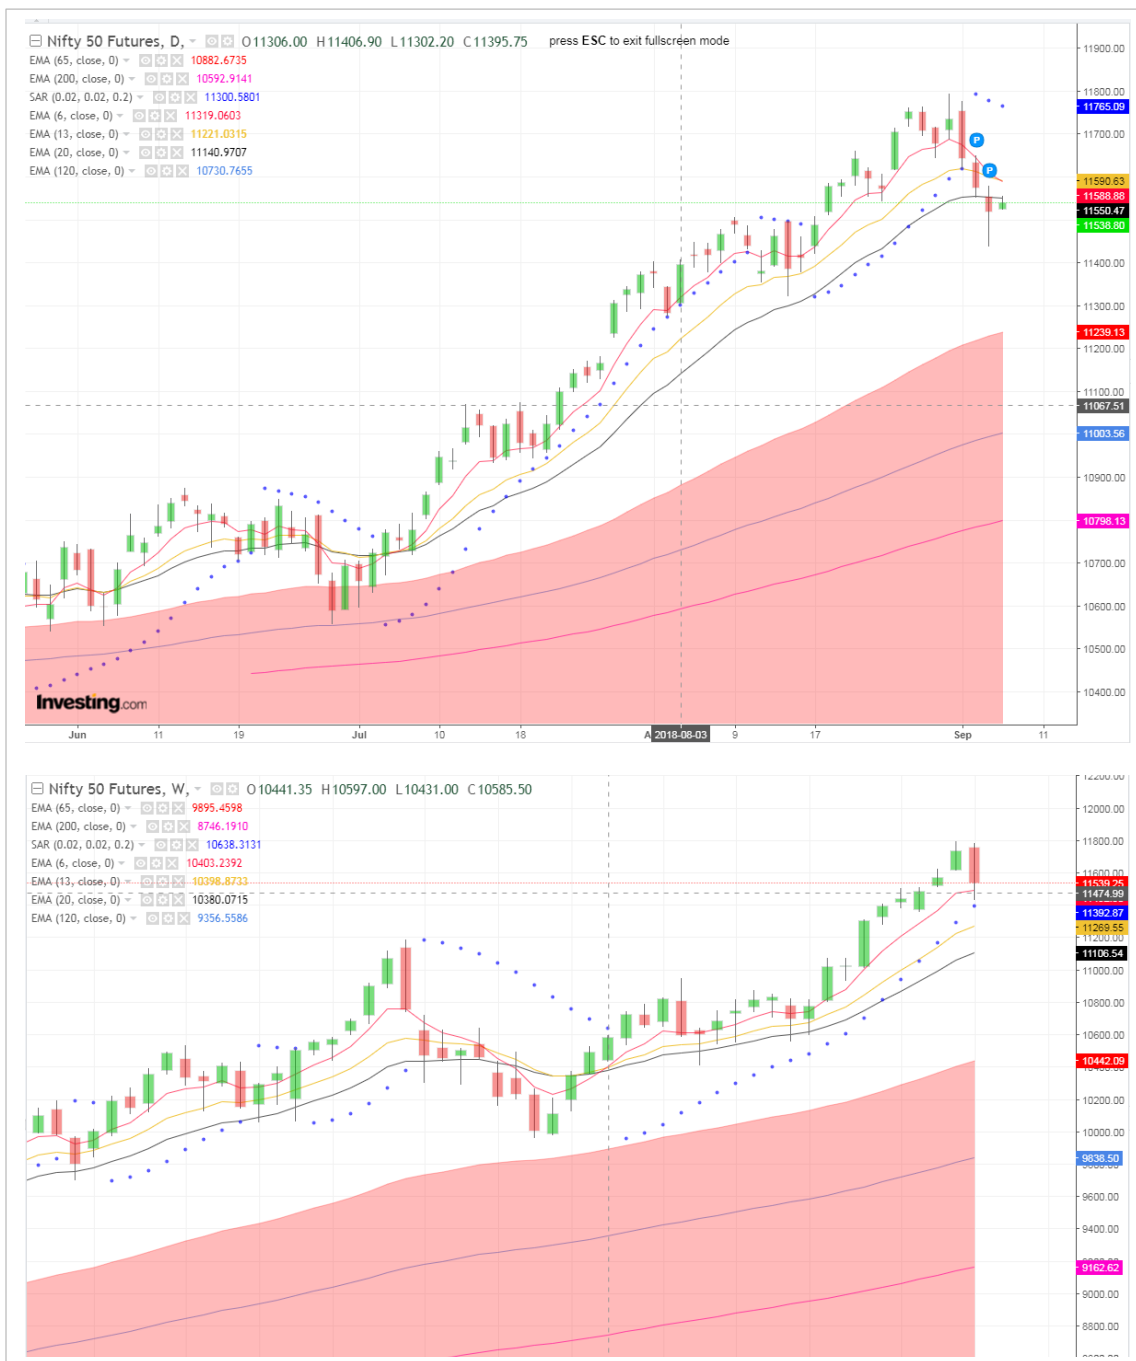 Nifty 50 Futures, D, O11306.00 H11406.90 L11302.20 C11395.75 press ESC to exit fullscreen mode
EMA (65, close, 0) 10882.6735
EMA (200, close, 0) 10592.9141
SAR (0.02, 0.02, 0.2) 11300.5801
EMA (6, close, 0) 11319.0603
EMA (13, close, 0) 11221.0315
EMA (20, close, 0) 11140.9707
EMA (120, close, 0) 10730.7655
11900.00
11800.00
11765.09
11700.00
P
P
11590.63
11588.88
11550.47
11538.80
11400.00
11300.00
11239.13
11200.00
11100.00
11067.51
11003.56
10900.00
10798.13
10700.00
10600.00
10500.00
10400.00
Investing.com
Jun 11 19 Jul 10 18 A 2018-08-03 9 17 Sep 11
Nifty 50 Futures, W, O10441.35 H10597.00 L10431.00 C10585.50
EMA (65, close, 0) 9895.4598
EMA (200, close, 0) 8746.1910
SAR (0.02, 0.02, 0.2) 10638.3131
EMA (6, close, 0) 10403.2392
EMA (13, close, 0) 10398.8733
EMA (20, close, 0) 10380.0715
EMA (120, close, 0) 9356.5586
12200.00
12000.00
11800.00
11600.00
11539.25
11474.99
11392.87
11269.55
11200.00
11106.54
11000.00
10800.00
10600.00
10442.09
10400.00
10200.00
10000.00
9838.50
9600.00
9400.00
9162.62
9000.00
8800.00